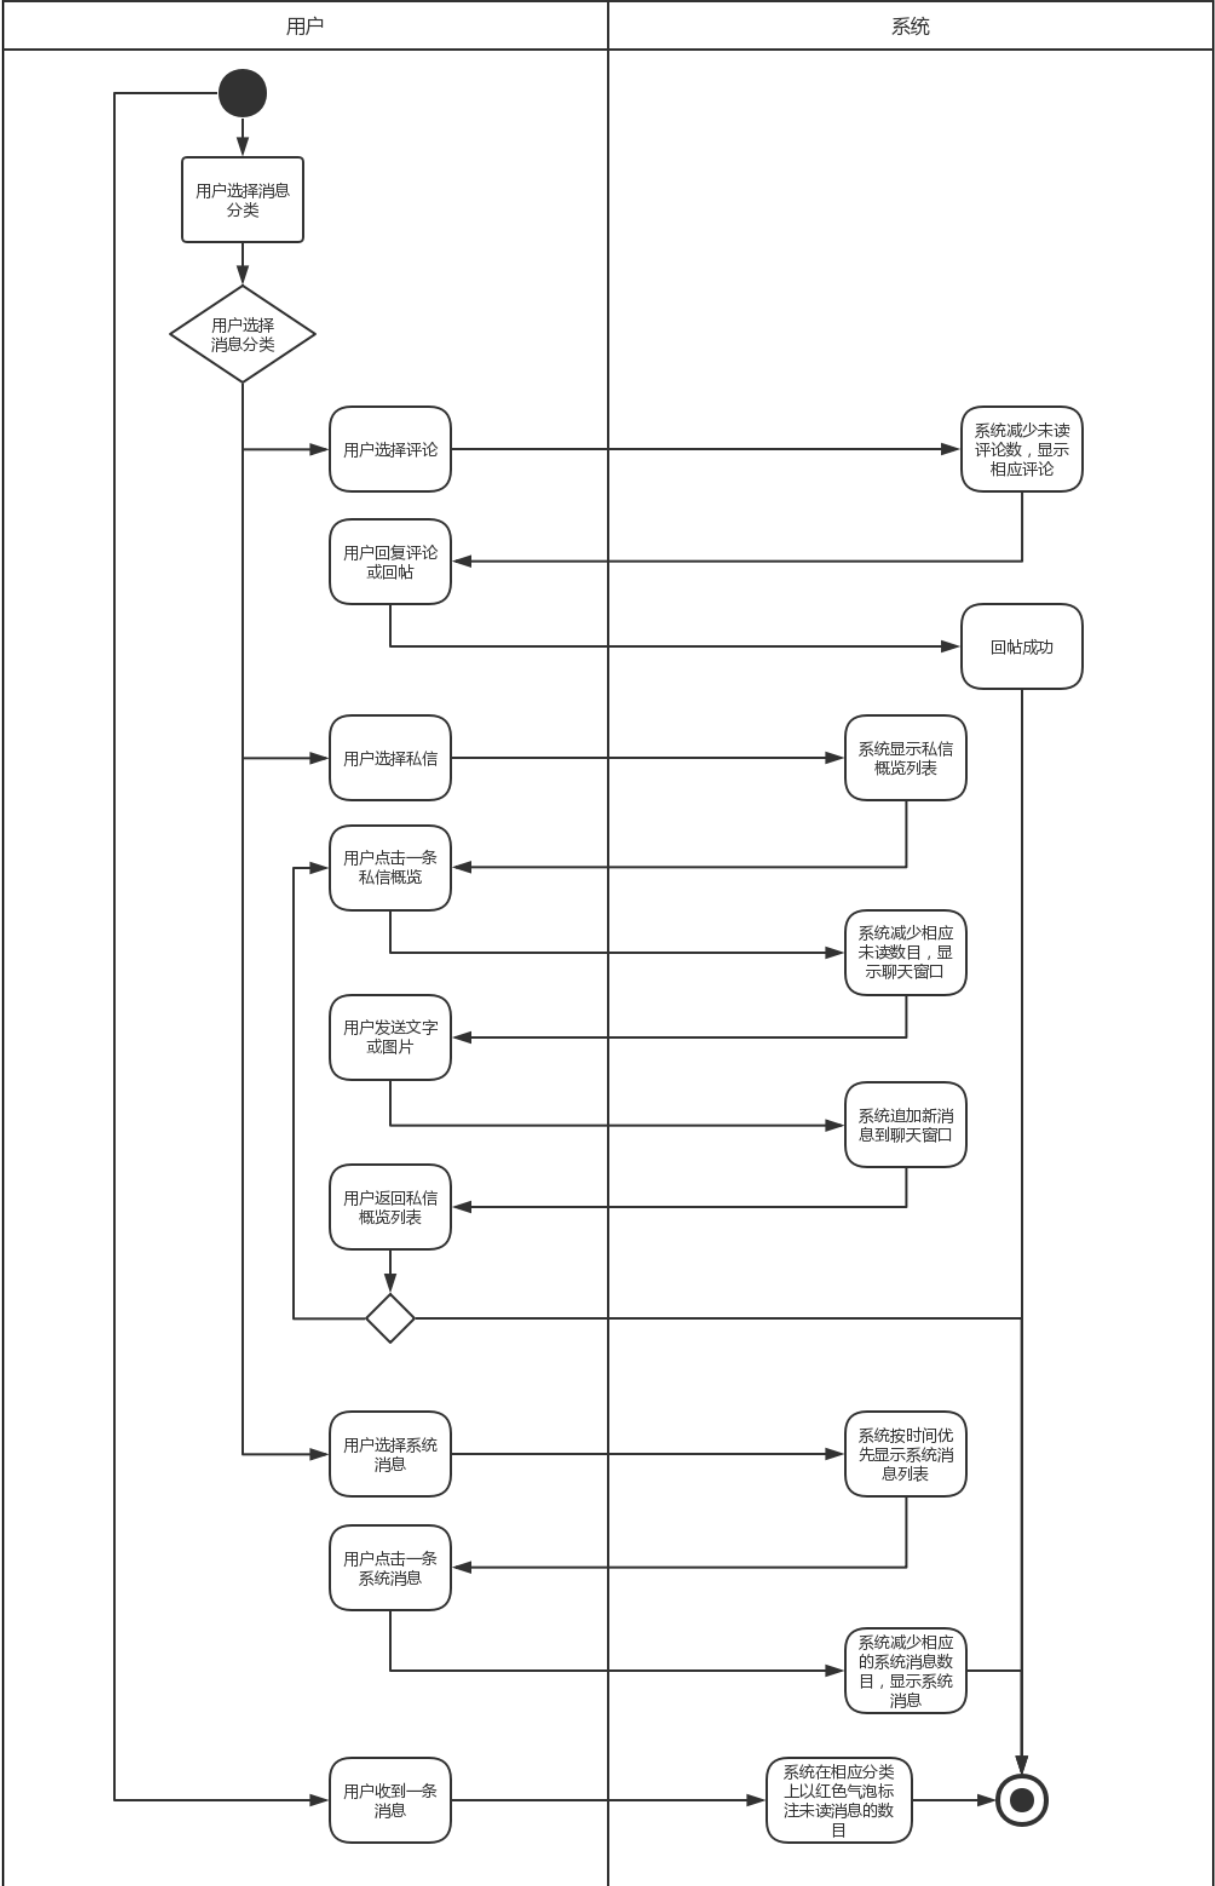 用户
系统
用户选择消息
分类
用户选择
消息分类
用户选择评论
系统减少未读
评论数，显示
相应评论
用户回复评论
或回帖
回帖成功
用户选择私信
系统显示私信
概览列表
用户点击一条
私信概览
系统减少相应
未读数目，显
示聊天窗口
用户发送文字
或图片
系统追加新消
息到聊天窗口
用户返回私信
概览列表
用户选择系统
消息
系统按时间优
先显示系统消
息列表
用户点击一条
系统消息
系统减少相应
的系统消息数
目，显示系统
消息
用户收到一条
消息
系统在相应分类
上以红色气泡标
注未读消息的数
目